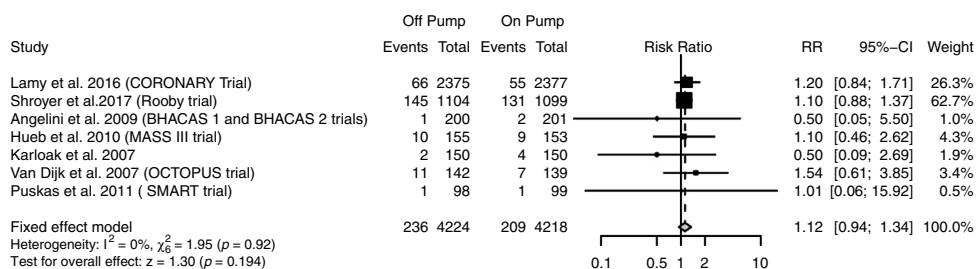 Off Pump On Pump
Study Events Total Events Total Risk Ratio RR 95%−CI Weight
Lamy et al. 2016 (CORONARY Trial) 66 2375 55 2377 1.20 [0.84; 1.71] 26.3%
Shroyer et al.2017 (Rooby trial) 145 1104 131 1099 1.10 [0.88; 1.37] 62.7%
Angelini et al. 2009 (BHACAS 1 and BHACAS 2 trials) 1 200 2 201 0.50 [0.05; 5.50] 1.0%
Hueb et al. 2010 (MASS III trial) 10 155 9 153 1.10 [0.46; 2.62] 4.3%
Karloak et al. 2007 2 150 4 150 0.50 [0.09; 2.69] 1.9%
Van Dijk et al. 2007 (OCTOPUS trial) 11 142 7 139 1.54 [0.61; 3.85] 3.4%
Puskas et al. 2011 ( SMART trial) 1 98 1 99 1.01 [0.06; 15.92] 0.5%
Fixed effect model 236 4224 209 4218 1.12 [0.94; 1.34] 100.0%
Heterogeneity: I² = 0%, χ²₆ = 1.95 (p = 0.92)
Test for overall effect: z = 1.30 (p = 0.194)
0.1 0.5 1 2 10